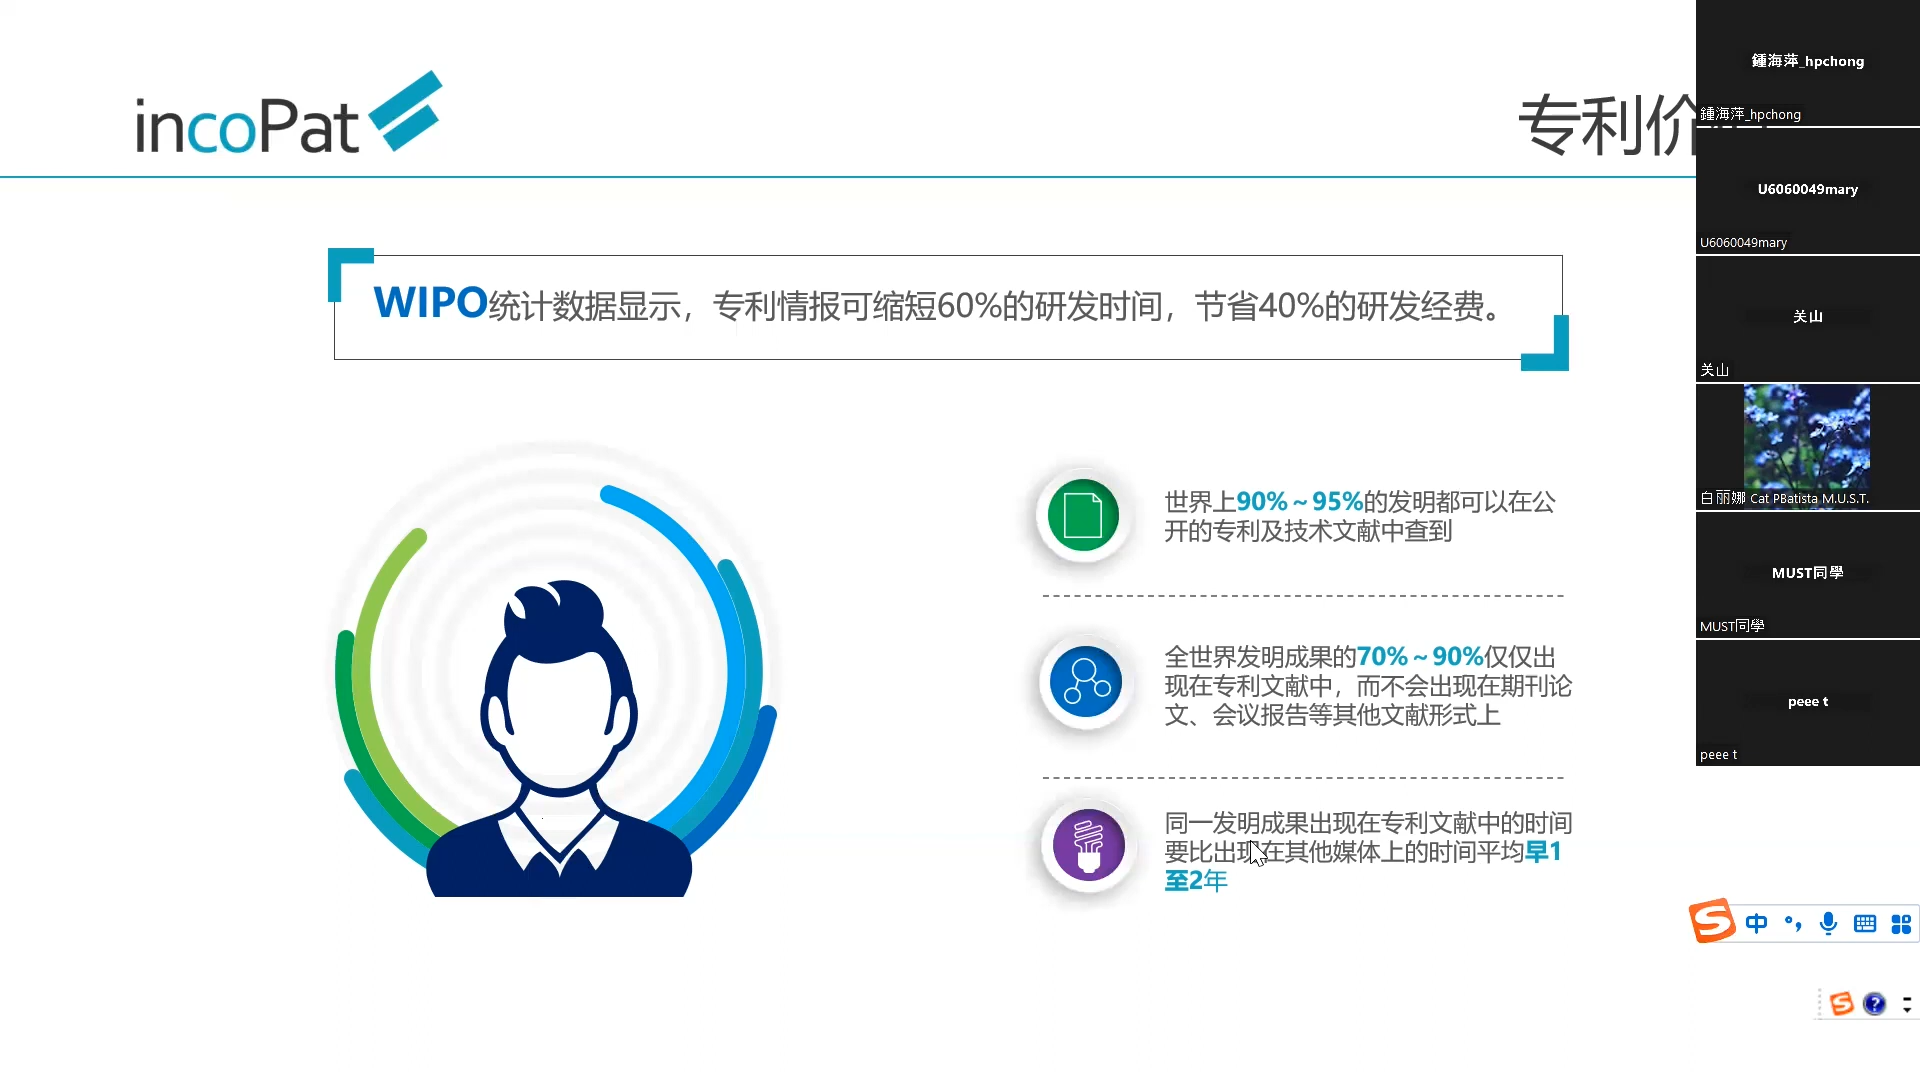 incoPat
专利价
WIPO统计数据显示，专利情报可缩短60%的研发时间，节省40%的研发经费。
世界上90%～95%的发明都可以在公
开的专利及技术文献中查到
全世界发明成果的70%～90%仅仅出
现在专利文献中，而不会出现在期刊论
文、会议报告等其他文献形式上
同一发明成果出现在专利文献中的时间
要比出现在其他媒体上的时间平均早1
至2年
鍾海萍_hpchong
鍾海萍_hpchong
U6060049mary
U6060049mary
关山
关山
白丽娜 Cat PBatista M.U.S.T.
MUST同學
MUST同學
peee t
peee t
中